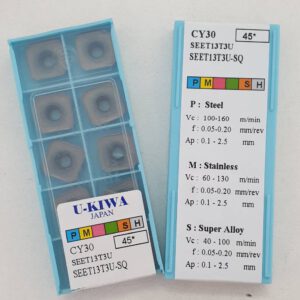 U-KIWA
JAPAN
P M S H
CY30
45°
SEET13T3U
SEET13T3U-SQ
CY30
45°
SEET13T3U
SEET13T3U-SQ
P M S H
P : Steel
Vc : 100-160 m/min
f : 0.05-0.20 mm/rev
Ap : 0.1 - 2.5 mm
M : Stainless
Vc : 60 - 130 m/min
f : 0.05-0.20 mm/rev
Ap : 0.1 - 2.5 mm
S : Super Alloy
Vc : 40 - 100 m/min
f : 0.05-0.20 mm/rev
Ap : 0.1 - 2.5 mm